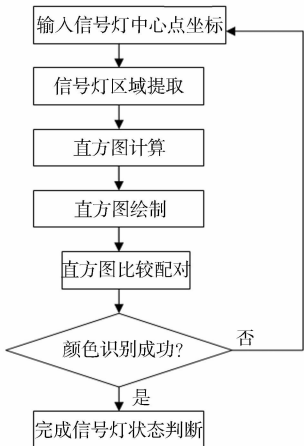 输入信号灯中心点坐标
信号灯区域提取
直方图计算
直方图绘制
直方图比较配对
颜色识别成功?
否
是
完成信号灯状态判断